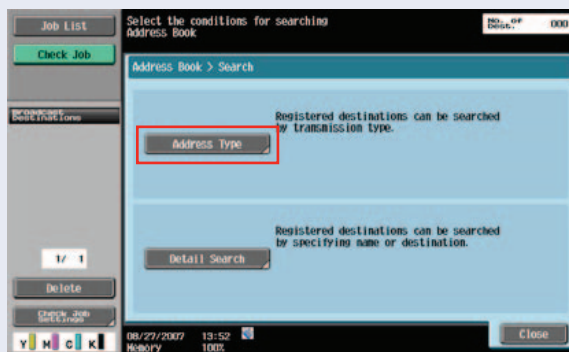 Job List
Select the conditions for searching
Address Book
No. of
Dest.
000
Check Job
Address Book > Search
Broadcast
Destinations
Registered destinations can be searched
by transmission type.
Address Type
Registered destinations can be searched
by specifying name or destination.
Detail Search
1/ 1
Delete
Check Job
Settings
Close
Y M C K
08/27/2007 13:52
Memory 100%